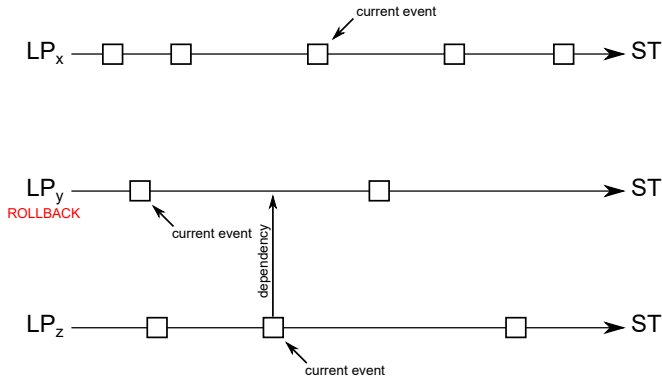 current event
LPx ST
LPy ST
ROLLBACK
current event
dependency
LPz ST
current event